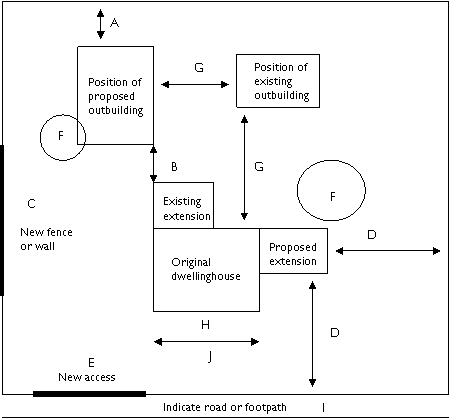 A
Position of
proposed
outbuilding
G
Position of
existing
outbuilding
F
B
G
F
C
New fence
or wall
Existing
extension
D
Original
dwellinghouse
Proposed
extension
D
H
J
E
New access
Indicate road or footpath I